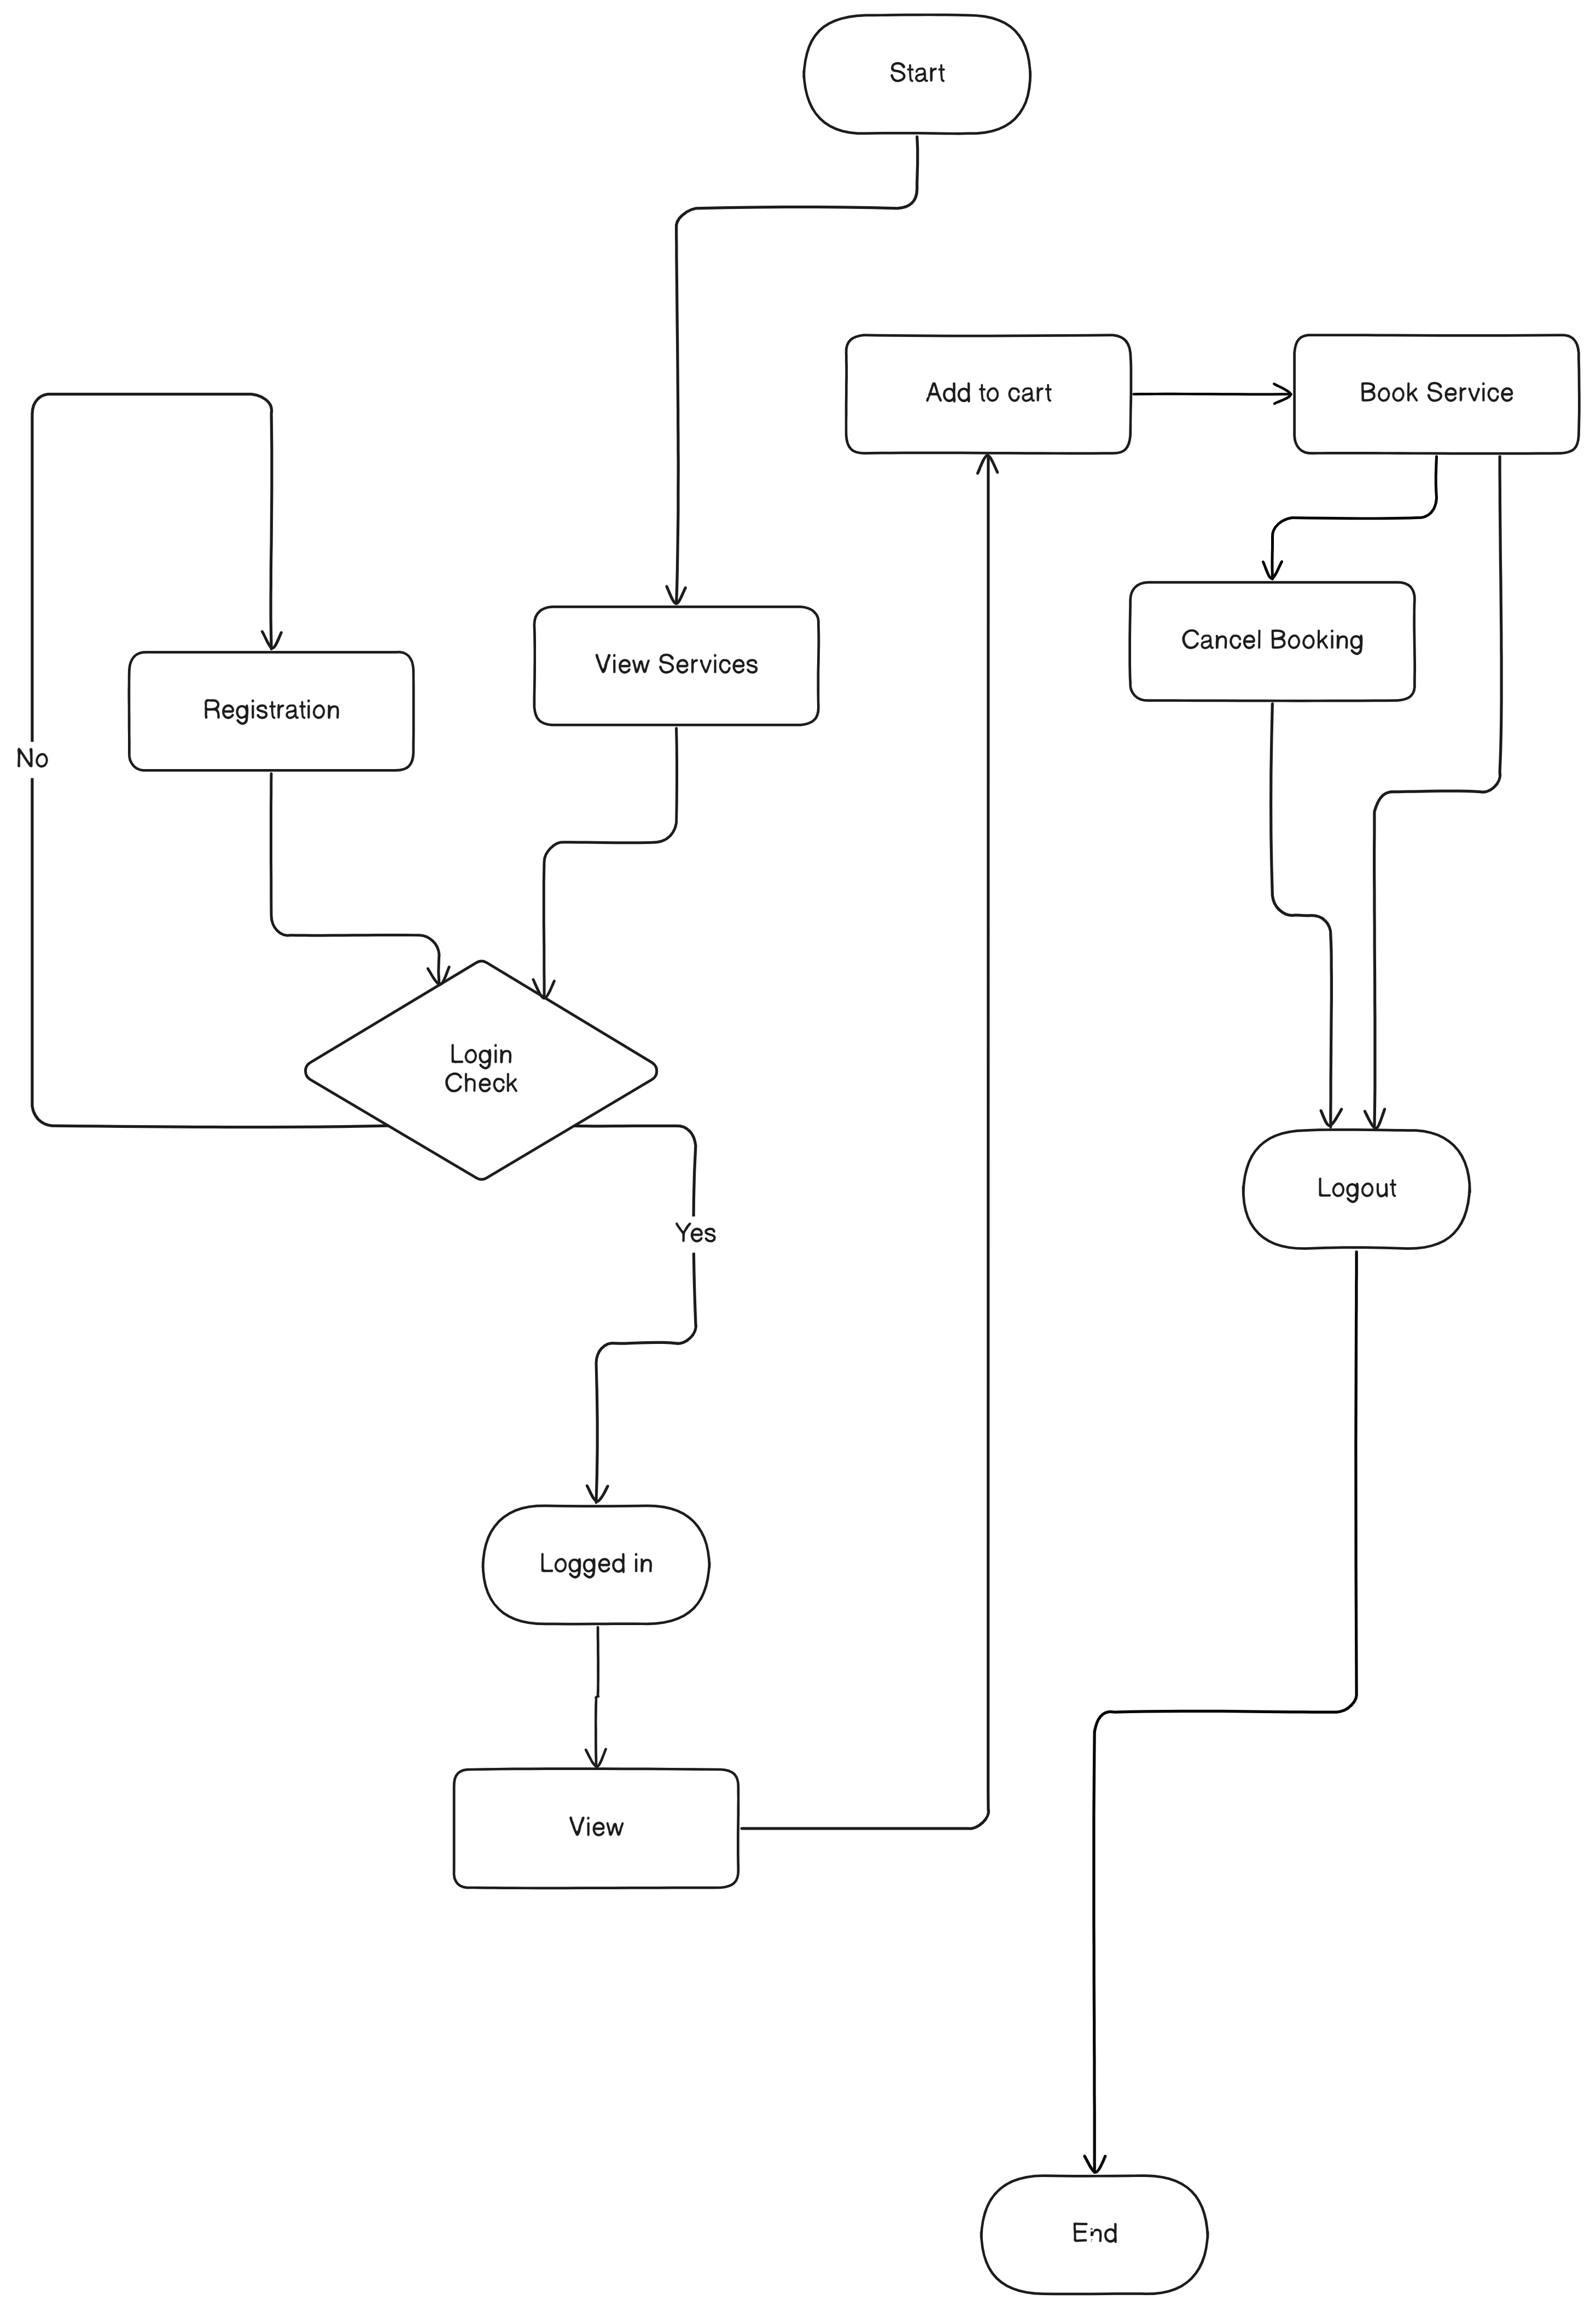 Start
Add to cart
Book Service
Cancel Booking
View Services
Registration
No
Login
Check
Yes
Logout
Logged in
View
End